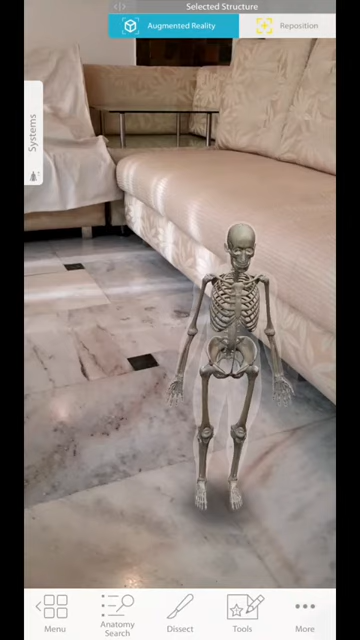 Selected Structure
Augmented Reality
Reposition
Systems
Menu
Anatomy
Search
Dissect
Tools
More